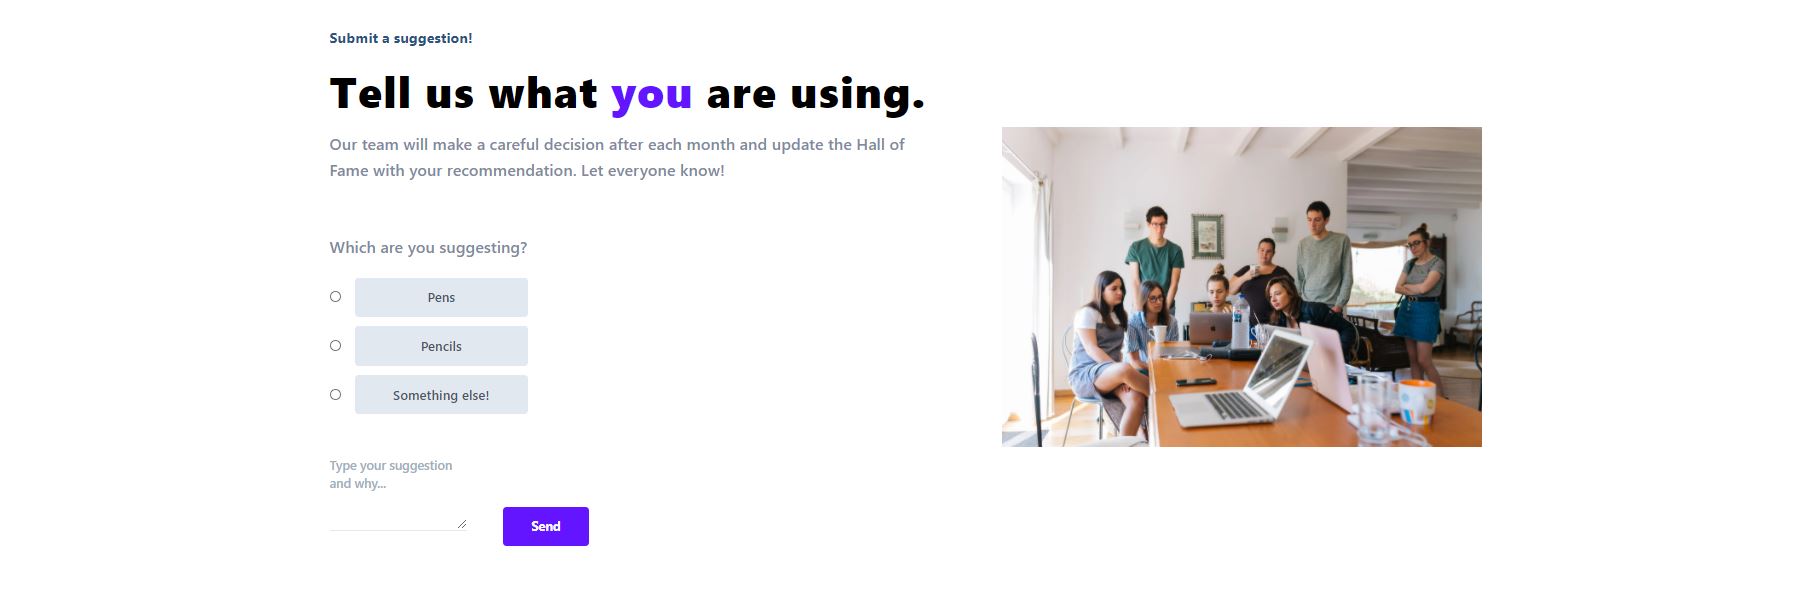 Submit a suggestion!
Tell us what you are using.
Our team will make a careful decision after each month and update the Hall of
Fame with your recommendation. Let everyone know!
Which are you suggesting?
Pens
Pencils
Something else!
Type your suggestion
and why...
Send